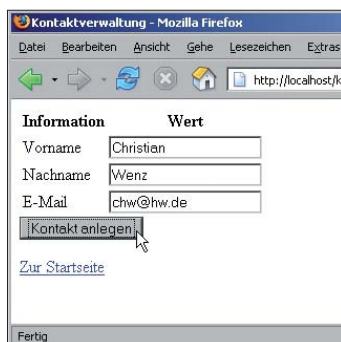 Kontaktverwaltung - Mozilla Firefox
Datei Bearbeiten Ansicht Gehe Lesezeichen Extras
http://localhost/k
Information Wert
Vorname Christian
Nachname Wenz
E-Mail chw@hw.de
Kontakt anlegen
Zur Startseite
Fertig